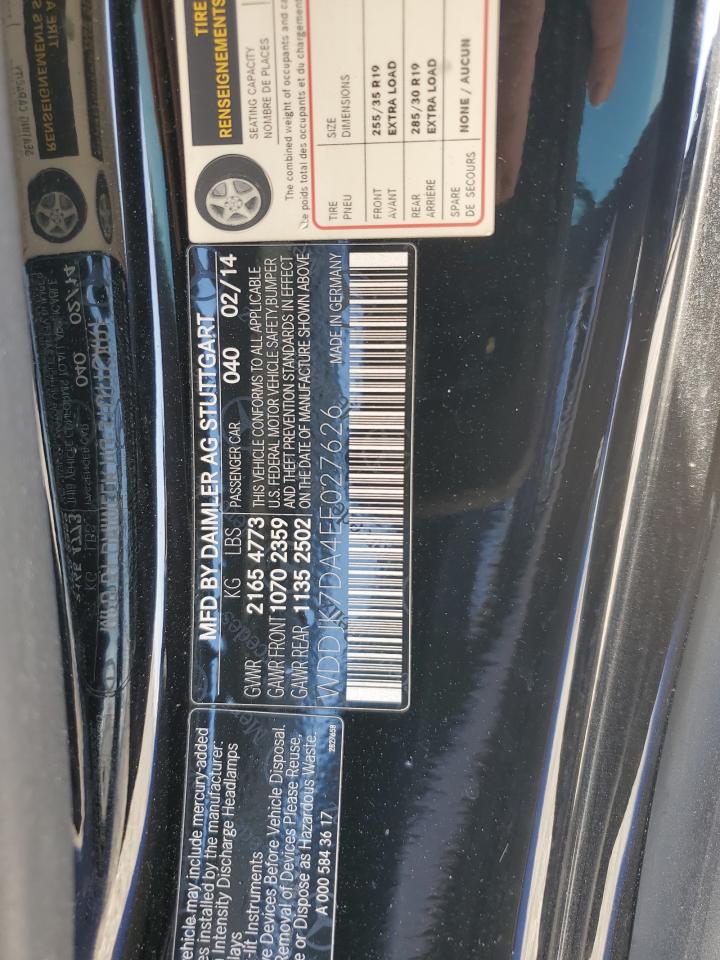 TIRE
RENSEIGNEMENTS
SEATING CAPACITY
NOMBRE DE PLACES
The combined weight of occupants and
Le poids total des occupants et du chargement
TIRE SIZE
PNEU DIMENSIONS
FRONT 255/35 R19
AVANT EXTRA LOAD
REAR 285/30 R19
ARRIÈRE EXTRA LOAD
SPARE NONE / AUCUN
DE SECOURS
MFD BY DAIMLER AG STUTTGART
KG LBS PASSENGER CAR 040 02/14
GVWR 2165 4773 THIS VEHICLE CONFORMS TO ALL APPLICABLE
GAWR FRONT 1070 2359 U.S. FEDERAL MOTOR VEHICLE SAFETY, BUMPER
GAWR REAR 1135 2502 AND THEFT PREVENTION STANDARDS IN EFFECT
ON THE DATE OF MANUFACTURE SHOWN ABOVE
WDDJK7DA4EF027626 MADE IN GERMANY
vehicle may include mercury-added
installed by the manufacturer:
Intensity Discharge Headlamps
Instruments
Devices Before Vehicle Disposal.
Removal of Devices Please Reuse,
or Dispose as Hazardous Waste.
A 000 584 36 17
2827658